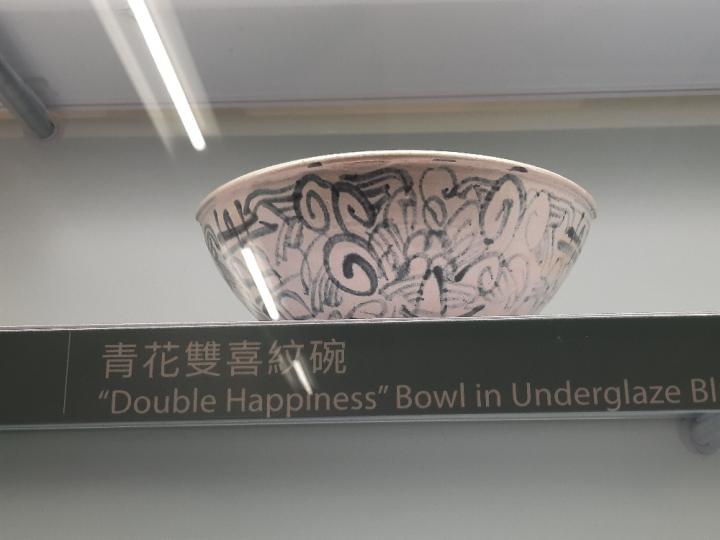 青花雙喜紋碗
“Double Happiness” Bowl in Underglaze Bl